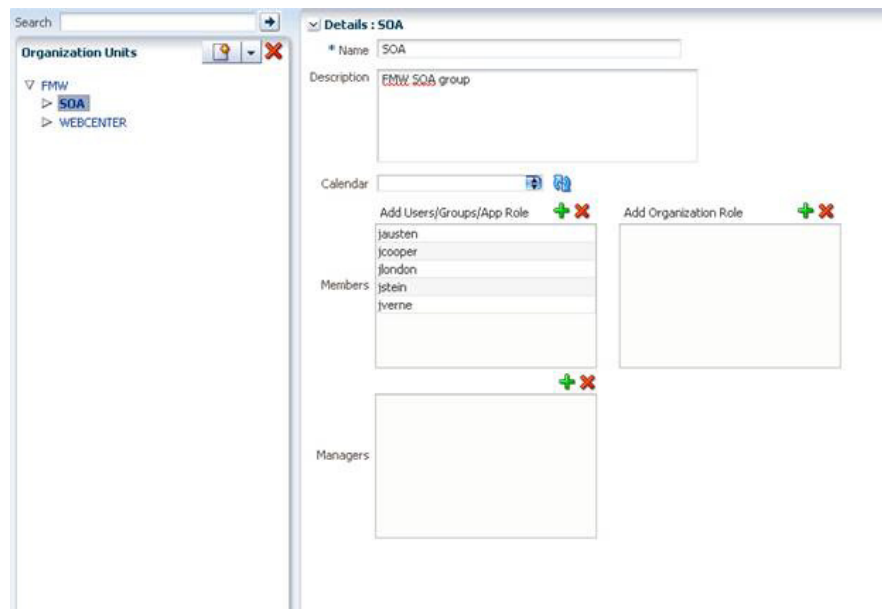 Search
Organization Units
FMW
SOA
WEBCENTER
Details : SOA
* Name SOA
Description FMW SOA group
Calendar
Add Users/Groups/App Role
Add Organization Role
Members
jausten
jcooper
jlondon
jstein
jverne
Managers